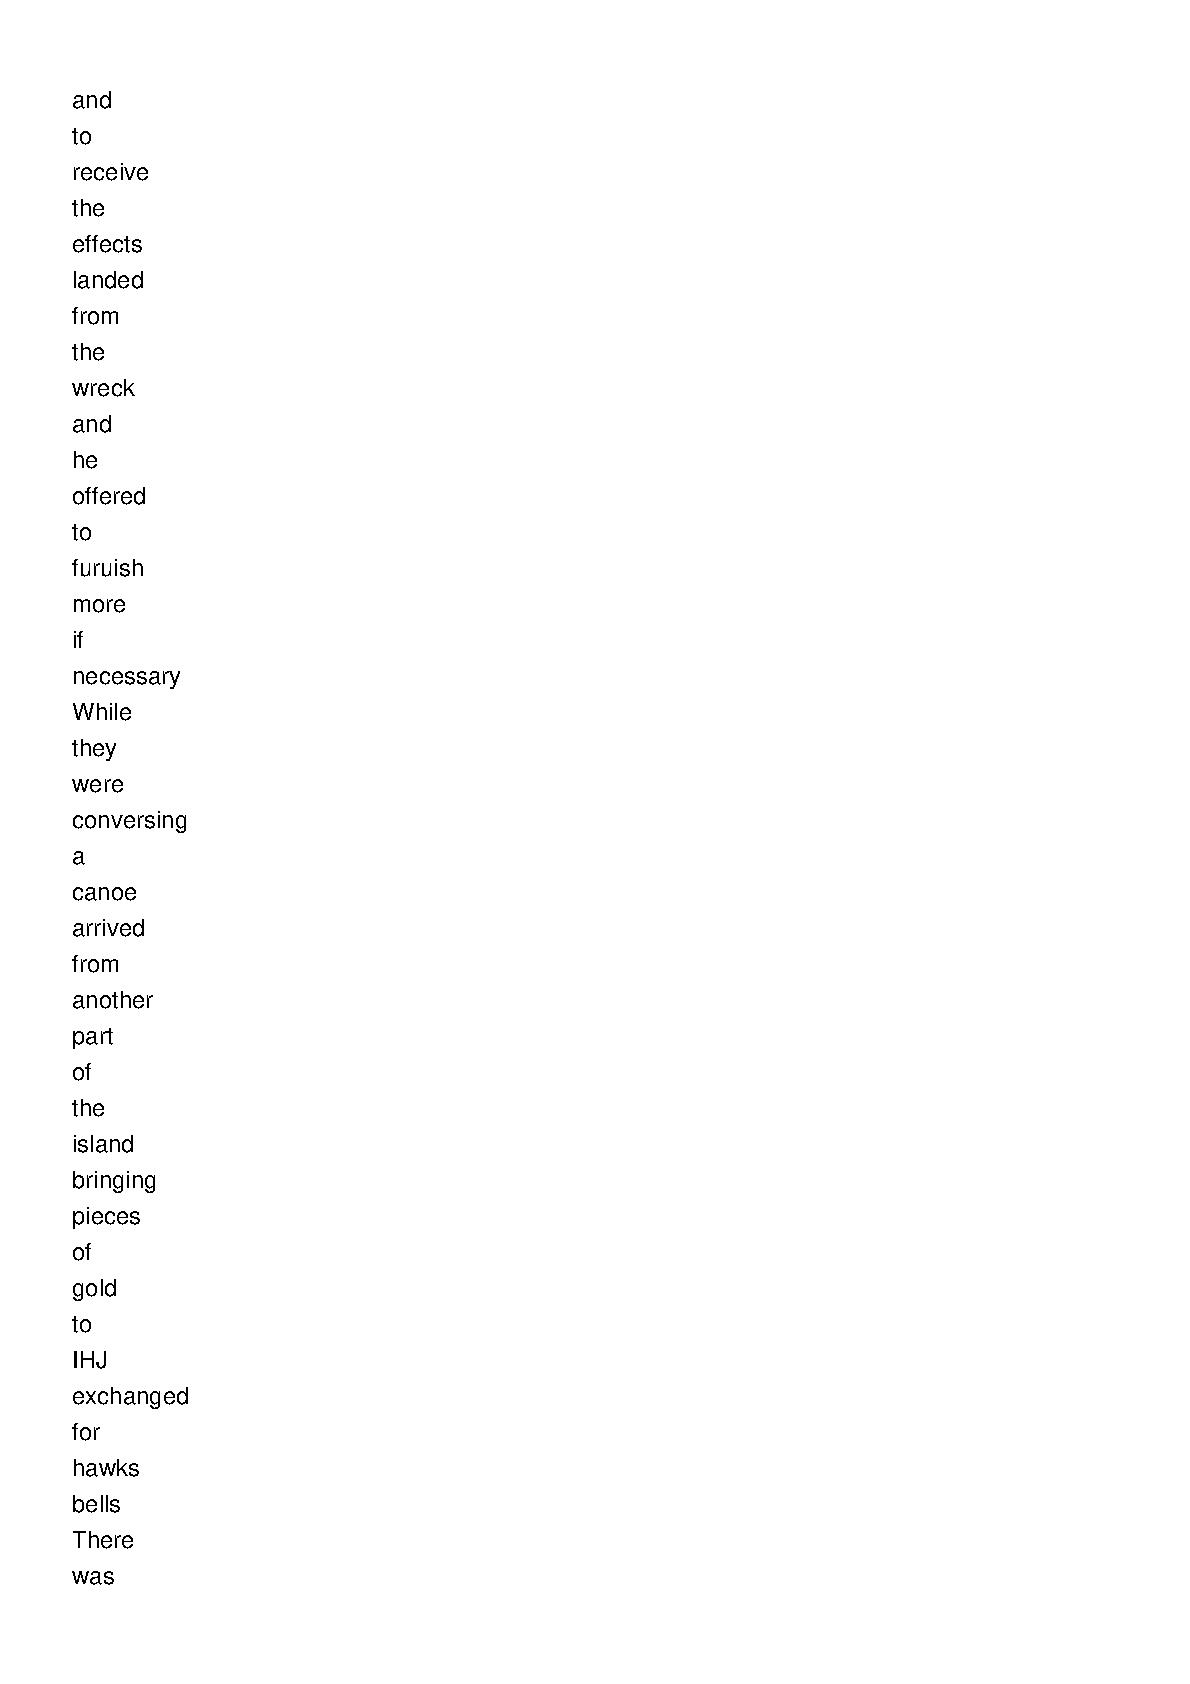 and
to
receive
the
effects
landed
from
the
wreck
and
he
offered
to
furuish
more
if
necessary
While
they
were
conversing
a
canoe
arrived
from
another
part
of
the
island
bringing
pieces
of
gold
to
IHJ
exchanged
for
hawks
bells
There
was